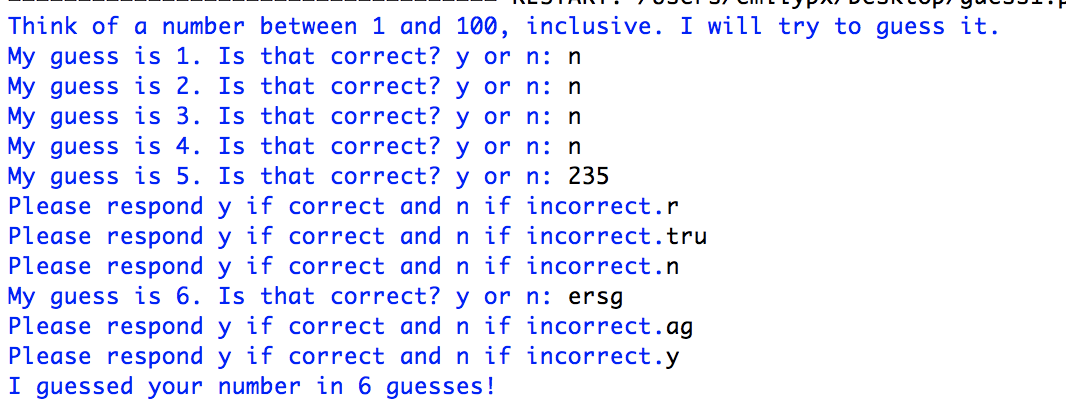 RESTART:
Think of a number between 1 and 100, inclusive. I will try to guess it.
My guess is 1. Is that correct? y or n: n
My guess is 2. Is that correct? y or n: n
My guess is 3. Is that correct? y or n: n
My guess is 4. Is that correct? y or n: n
My guess is 5. Is that correct? y or n: 235
Please respond y if correct and n if incorrect.r
Please respond y if correct and n if incorrect.tru
Please respond y if correct and n if incorrect.n
My guess is 6. Is that correct? y or n: ersg
Please respond y if correct and n if incorrect.ag
Please respond y if correct and n if incorrect.y
I guessed your number in 6 guesses!